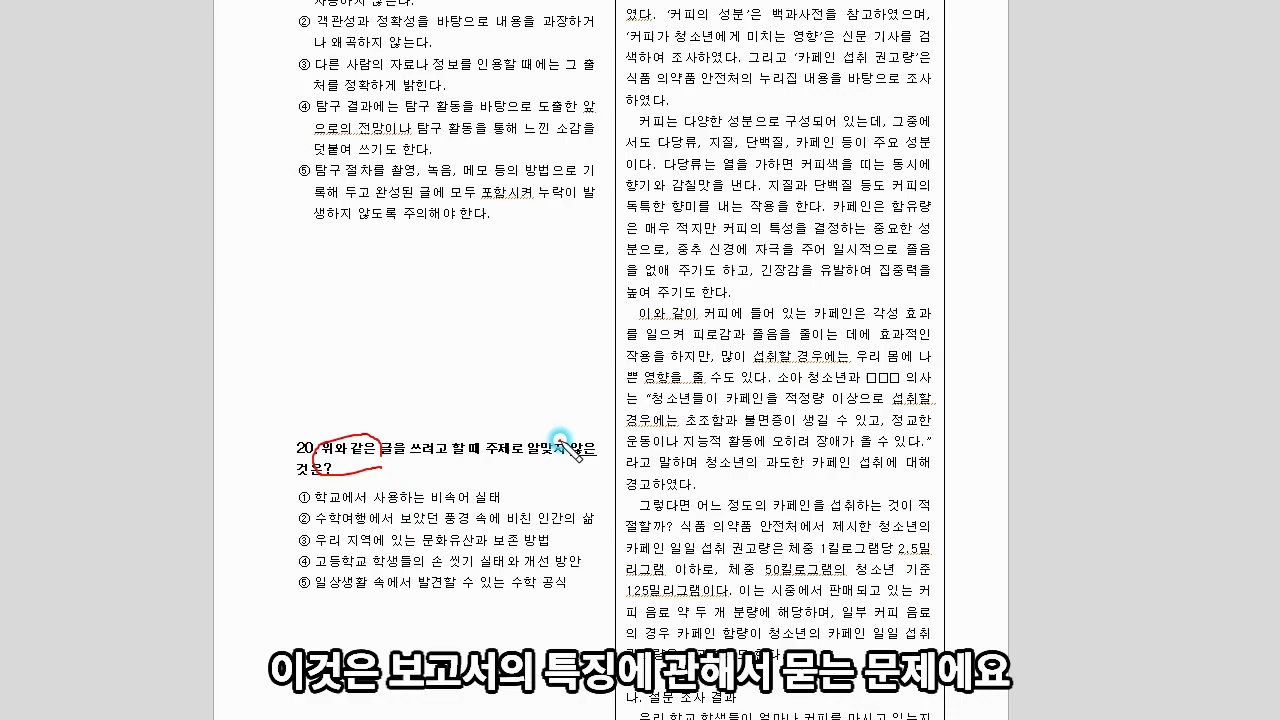 ② 객관성과 정확성을 바탕으로 내용을 과장하거
나 왜곡하지 않는다.
③ 다른 사람의 자료나 정보를 인용할 때에는 그 출
처를 정확하게 밝힌다.
④ 탐구 결과에는 탐구 활동을 바탕으로 도출한 앞
으로의 전망이나 탐구 활동을 통해 느낀 소감을
덧붙여 쓰기도 한다.
⑤ 탐구 절차를 촬영, 녹음, 메모 등의 방법으로 기
록해 두고 완성된 글에 모두 포함시켜 누락이 발
생하지 않도록 주의해야 한다.
20. 위와 같은 글을 쓰려고 할 때 주제로 알맞지 않은
것은?
① 학교에서 사용하는 비속어 실태
② 수학여행에서 보았던 풍경 속에 비친 인간의 삶
③ 우리 지역에 있는 문화유산과 보존 방법
④ 고등학교 학생들의 손 씻기 실태와 개선 방안
⑤ 일상생활 속에서 발견할 수 있는 수학 공식
였다. ‘커피의 성분’은 백과사전을 참고하였으며,
‘커피가 청소년에게 미치는 영향’은 신문 기사를 검
색하여 조사하였다. 그리고 ‘카페인 섭취 권고량’은
식품 의약품 안전처의 누리집 내용을 바탕으로 조사
하였다.
커피는 다양한 성분으로 구성되어 있는데, 그중에
서도 다당류, 지질, 단백질, 카페인 등이 주요 성분
이다. 다당류는 열을 가하면 커피색을 띠는 동시에
향기와 감칠맛을 낸다. 지질과 단백질 등도 커피의
독특한 향미를 내는 작용을 한다. 카페인은 함유량
은 매우 적지만 커피의 특성을 결정하는 중요한 성
분으로, 중추 신경에 자극을 주어 일시적으로 졸음
을 없애 주기도 하고, 긴장감을 유발하여 집중력을
높여 주기도 한다.
이와 같이 커피에 들어 있는 카페인은 각성 효과
를 일으켜 피로감과 졸음을 줄이는 데에 효과적인
작용을 하지만, 많이 섭취할 경우에는 우리 몸에 나
쁜 영향을 줄 수도 있다. 소아 청소년과 □□□ 의사
는 “청소년들이 카페인을 적정량 이상으로 섭취할
경우에는 초조함과 불면증이 생길 수 있고, 정교한
운동이나 지능적 활동에 오히려 장애가 올 수 있다.”
라고 말하며 청소년의 과도한 카페인 섭취에 대해
경고하였다.
그렇다면 어느 정도의 카페인을 섭취하는 것이 적
절할까? 식품 의약품 안전처에서 제시한 청소년의
카페인 일일 섭취 권고량은 체중 1킬로그램당 2.5밀
리그램 이하로, 체중 50킬로그램의 청소년 기준
125밀리그램이다. 이는 시중에서 판매되고 있는 커
피 음료 약 두 개 분량에 해당하며, 일부 커피 음료
의 경우 카페인 함량이 청소년의 카페인 일일 섭취
나. 설문 조사 결과
우리 학교 학생들이 얼마나 커피를 마시고 있는지
이것은 보고서의 특징에 관해서 묻는 문제에요